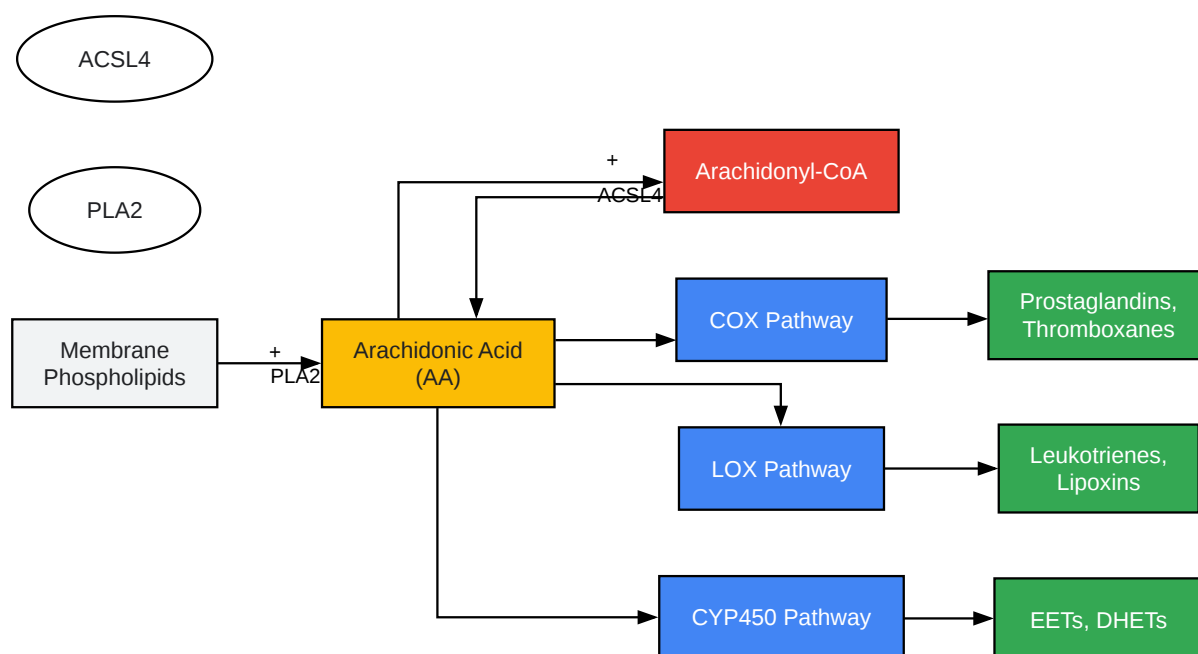 ACSL4
PLA2
Membrane
Phospholipids
+
PLA2
Arachidonic Acid
(AA)
+
ACSL4
Arachidonyl-CoA
COX Pathway
Prostaglandins,
Thromboxanes
LOX Pathway
Leukotrienes,
Lipoxins
CYP450 Pathway
EETs, DHETs